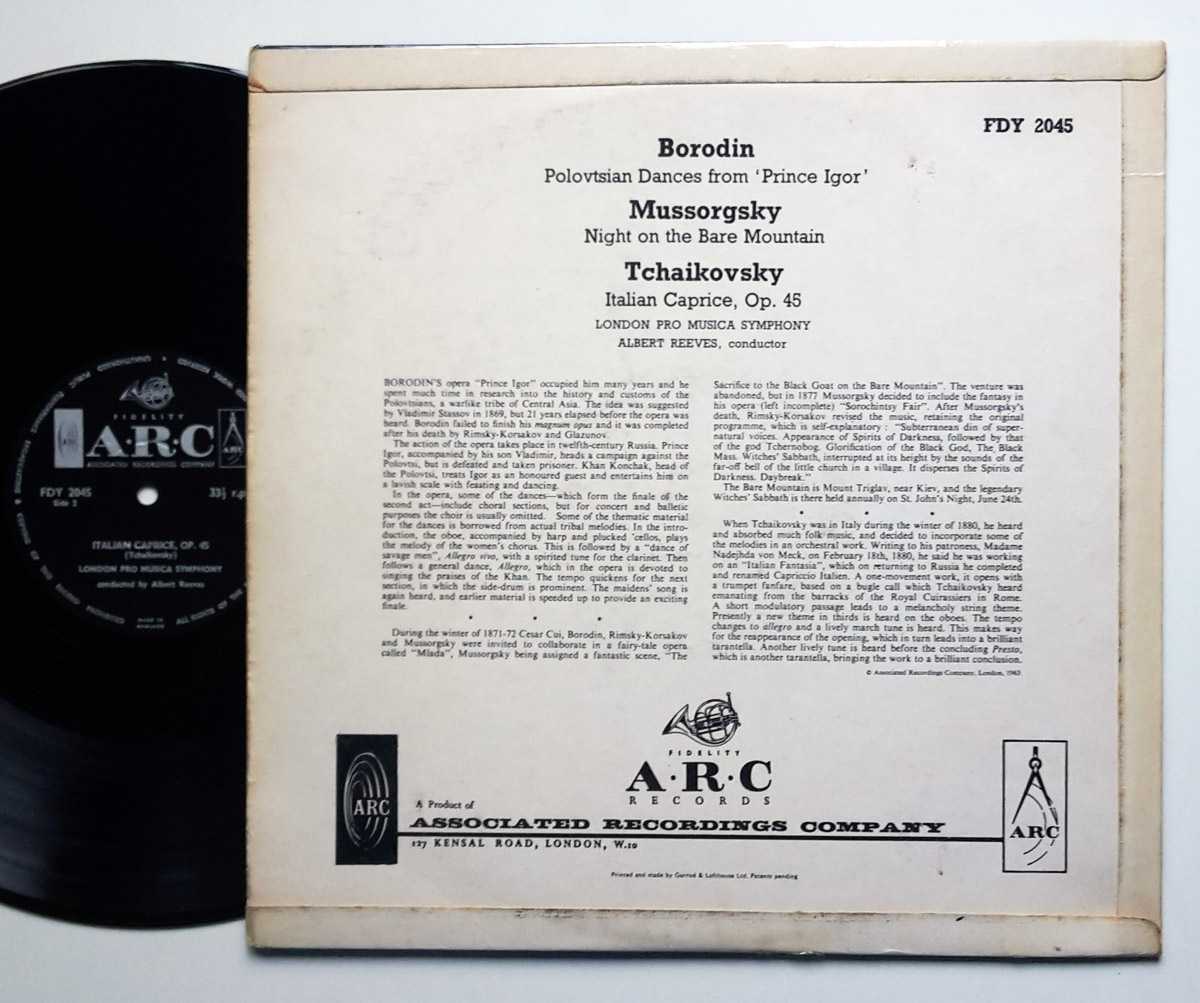 FDY 2045
Borodin
Polovtsian Dances from ‘Prince Igor’
Mussorgsky
Night on the Bare Mountain
Tchaikovsky
Italian Caprice, Op. 45
LONDON PRO MUSICA SYMPHONY
ALBERT REEVES, conductor
BORODIN'S opera "Prince Igor" occupied him many years and he
spent much time in research into the history and customs of the
Polovtsians, a warlike tribe of Central Asia. The idea was suggested
by Vladimir Stassov in 1869, but 21 years elapsed before the opera was
heard. Borodin failed to finish his magnum opus and it was completed
after his death by Rimsky-Korsakov and Glazunov.
The action of the opera takes place in twelfth-century Russia. Prince
Igor, accompanied by his son Vladimir, heads a campaign against the
Polovtsi, but is defeated and taken prisoner. Khan Konchak, head of
the Polovtsi, treats Igor as an honoured guest and entertains him on
a lavish scale with feasting and dancing.
In the opera, some of the dances—which form the finale of the
second act—include choral sections, but for concert and balletic
purposes the choir is usually omitted. Some of the thematic material
for the dances is borrowed from actual tribal melodies. In the intro-
duction, the oboe, accompanied by harp and plucked 'cellos, plays
the melody of the women's chorus. This is followed by a "dance of
savage men", Allegro vivo, with a spirited tune for the clarinet. Then
follows a general dance, Allegro, which in the opera is devoted to
singing the praises of the Khan. The tempo quickens for the next
section, in which the side-drum is prominent. The maidens' song is
again heard, and earlier material is speeded up to provide an exciting
finale.
* * *
During the winter of 1871-72 Cesar Cui, Borodin, Rimsky-Korsakov
and Mussorgsky were invited to collaborate in a fairy-tale opera
called "Mlada", Mussorgsky being assigned a fantastic scene, "The
Sacrifice to the Black Goat on the Bare Mountain". The venture was
abandoned, but in 1877 Mussorgsky decided to include the fantasy in
his opera (left incomplete) "Sorochintsy Fair". After Mussorgsky's
death, Rimsky-Korsakov revised the music, retaining the original
programme, which is self-explanatory : "Subterranean din of super-
natural voices. Appearance of Spirits of Darkness, followed by that
of the god Tchernobog. Glorification of the Black God, The Black
Mass. Witches' Sabbath, interrupted at its height by the sounds of the
far-off bell of the little church in a village. It disperses the Spirits of
Darkness. Daybreak."
The Bare Mountain is Mount Triglav, near Kiev, and the legendary
Witches' Sabbath is there held annually on St. John's Night, June 24th.
* * *
When Tchaikovsky was in Italy during the winter of 1880, he heard
and absorbed much folk music, and decided to incorporate some of
the melodies in an orchestral work. Writing to his patroness, Madame
Nadejhda von Meck, on February 18th, 1880, he said he was working
on an "Italian Fantasia", which on returning to Russia he completed
and renamed Capriccio Italien. A one-movement work, it opens with
a trumpet fanfare, based on a bugle call which Tchaikovsky heard
emanating from the barracks of the Royal Cuirassiers in Rome.
A short modulatory passage leads to a melancholy string theme.
Presently a new theme in thirds is heard on the oboes. The tempo
changes to allegro and a lively march tune is heard. This makes way
for the reappearance of the opening, which in turn leads into a brilliant
tarantella. Another lively tune is heard before the concluding Presto,
which is another tarantella, bringing the work to a brilliant conclusion.
© Associated Recordings Company, London, 1963
FIDELITY
A·R·C
RECORDS
ARC
A Product of
ASSOCIATED RECORDINGS COMPANY
127 KENSAL ROAD, LONDON, W.10
ARC
Printed and made by Garrod & Lofthouse Ltd. Patents pending
FIDELITY
A·R·C
ASSOCIATED RECORDINGS COMPANY
ARC
FDY 2045
33⅓ r.p
Side 2
ITALIAN CAPRICE, OP. 45
(Tchaikovsky)
LONDON PRO MUSICA SYMPHONY
conducted by Albert Reeves
MADE IN
ENGLAND